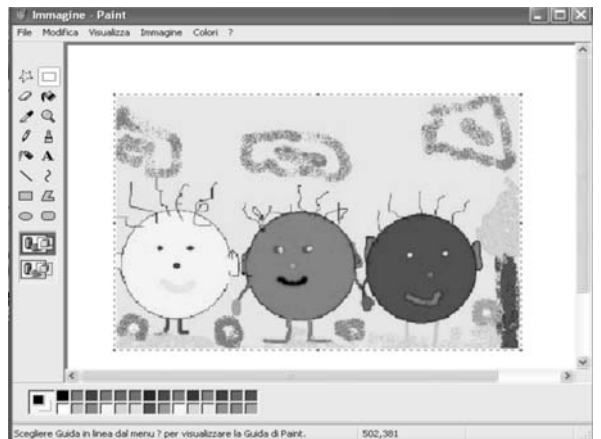 Immagine - Paint
File Modifica Visualizza Immagine Colori ?
A
Scegliere Guida in linea dal menu ? per visualizzare la Guida di Paint. 502,381